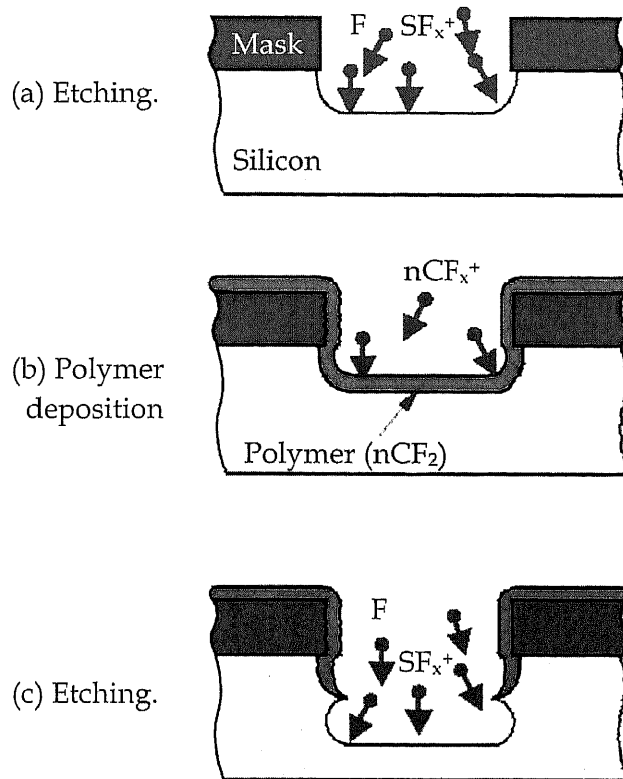 (a) Etching.
Mask
F
SFₓ⁺
Silicon
(b) Polymer
deposition
nCFₓ⁺
Polymer (nCF₂)
(c) Etching.
F
SFₓ⁺